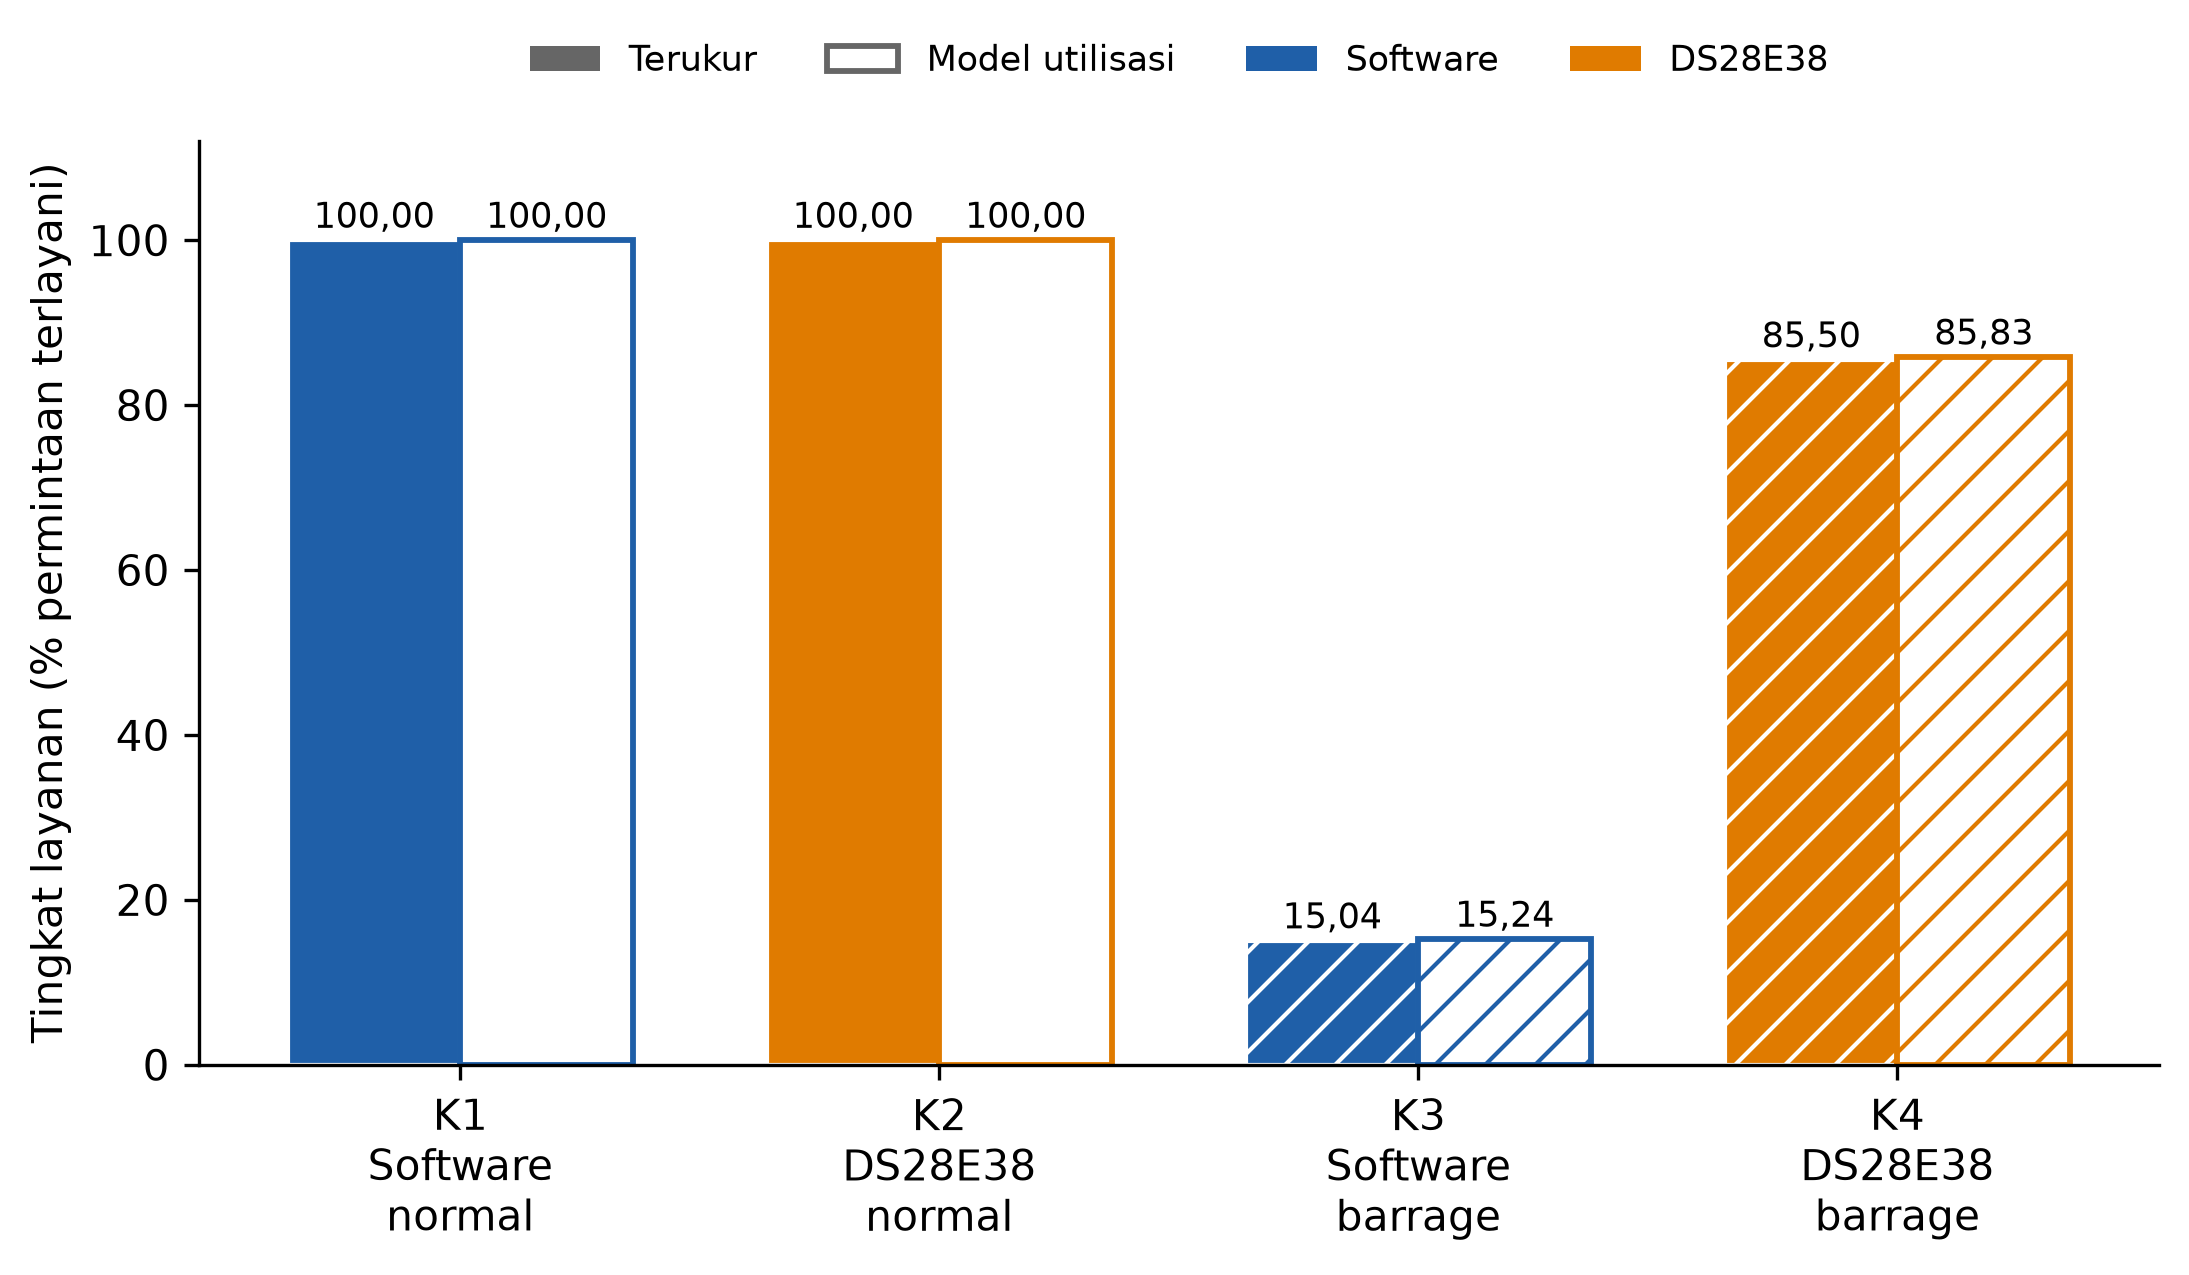 Terukur
Model utilisasi
Software
DS28E38
Tingkat layanan (% permintaan terlayani)
100
80
60
40
20
0
100,00
100,00
100,00
100,00
15,04
15,24
85,50
85,83
K1
Software
normal
K2
DS28E38
normal
K3
Software
barrage
K4
DS28E38
barrage